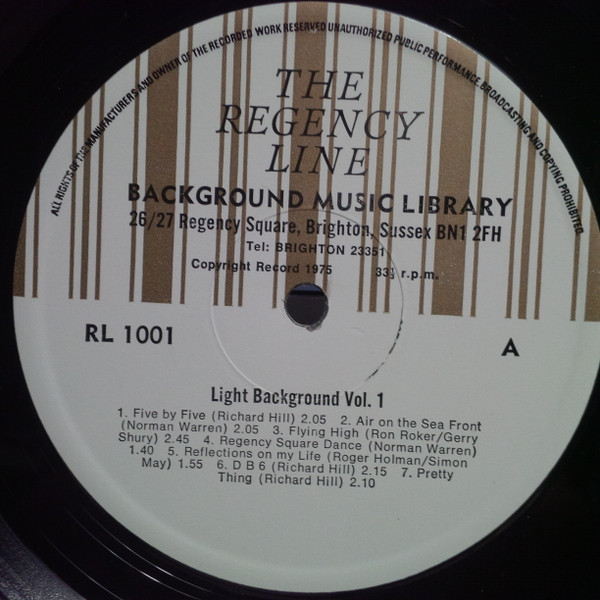 ALL RIGHTS OF THE MANUFACTURERS AND OWNER OF THE RECORDED WORK RESERVED UNAUTHORIZED PUBLIC PERFORMANCE BROADCASTING AND COPYING PROHIBITED
THE
REGENCY
LINE
BACKGROUND MUSIC LIBRARY
26/27 Regency Square, Brighton, Sussex BN1 2FH
Tel: BRIGHTON 23351
Copyright Record 1975 33⅓ r.p.m.
RL 1001 A
Light Background Vol. 1
1. Five by Five (Richard Hill) 2.05 2. Air on the Sea Front
(Norman Warren) 2.05 3. Flying High (Ron Roker/Gerry
Shury) 2.45 4. Regency Square Dance (Norman Warren)
1.40 5. Reflections on my Life (Roger Holman/Simon
May) 1.55 6. D B 6 (Richard Hill) 2.15 7. Pretty
Thing (Richard Hill) 2.10